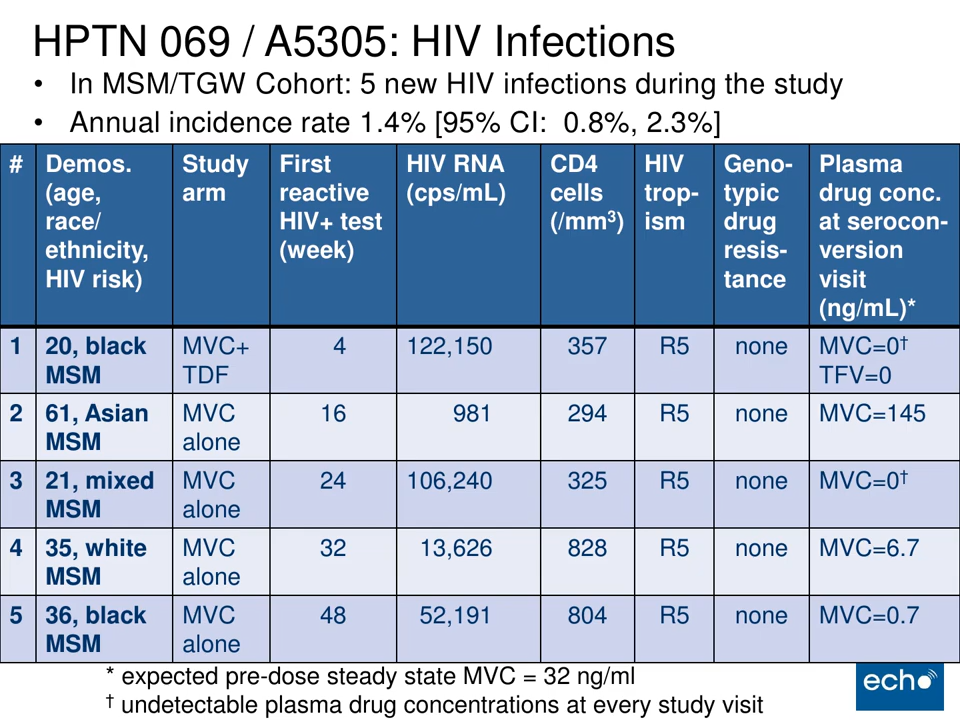 HPTN 069 / A5305: HIV Infections
• In MSM/TGW Cohort: 5 new HIV infections during the study
• Annual incidence rate 1.4% [95% CI:  0.8%, 2.3%]
# Demos. (age, race/ ethnicity, HIV risk) Study arm First reactive HIV+ test (week) HIV RNA (cps/mL) CD4 cells (/mm³) HIV trop-ism Geno-typic drug resis-tance Plasma drug conc. at serocon-version visit (ng/mL)*
1 20, black MSM MVC+ TDF 4 122,150 357 R5 none MVC=0† TFV=0
2 61, Asian MSM MVC alone 16 981 294 R5 none MVC=145
3 21, mixed MSM MVC alone 24 106,240 325 R5 none MVC=0†
4 35, white MSM MVC alone 32 13,626 828 R5 none MVC=6.7
5 36, black MSM MVC alone 48 52,191 804 R5 none MVC=0.7
* expected pre-dose steady state MVC = 32 ng/ml
† undetectable plasma drug concentrations at every study visit
echo